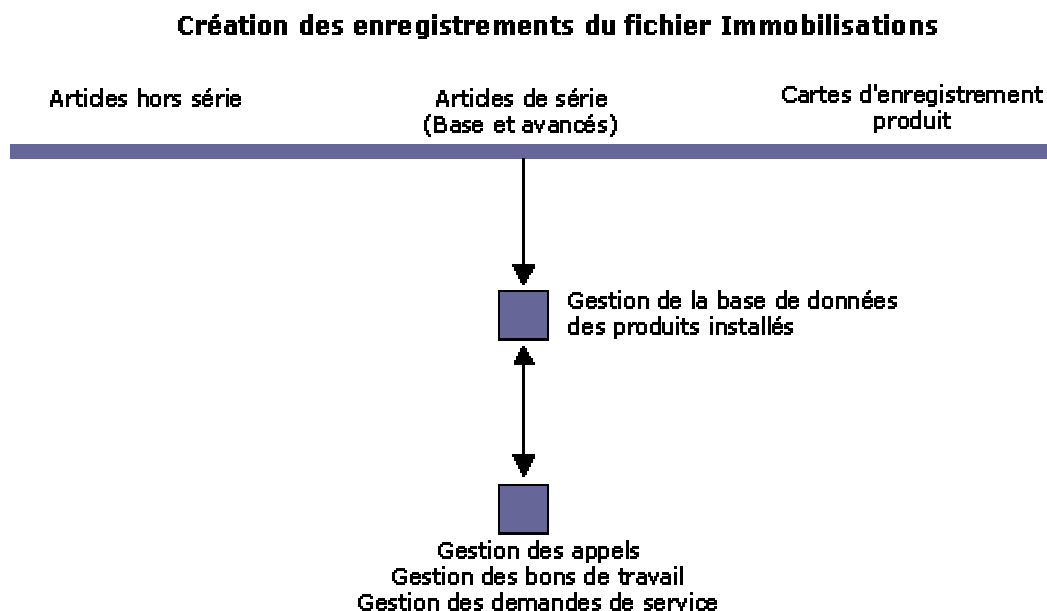 Création des enregistrements du fichier Immobilisations
Articles hors série
Articles de série
(Base et avancés)
Cartes d'enregistrement
produit
Gestion de la base de données
des produits installés
Gestion des appels
Gestion des bons de travail
Gestion des demandes de service